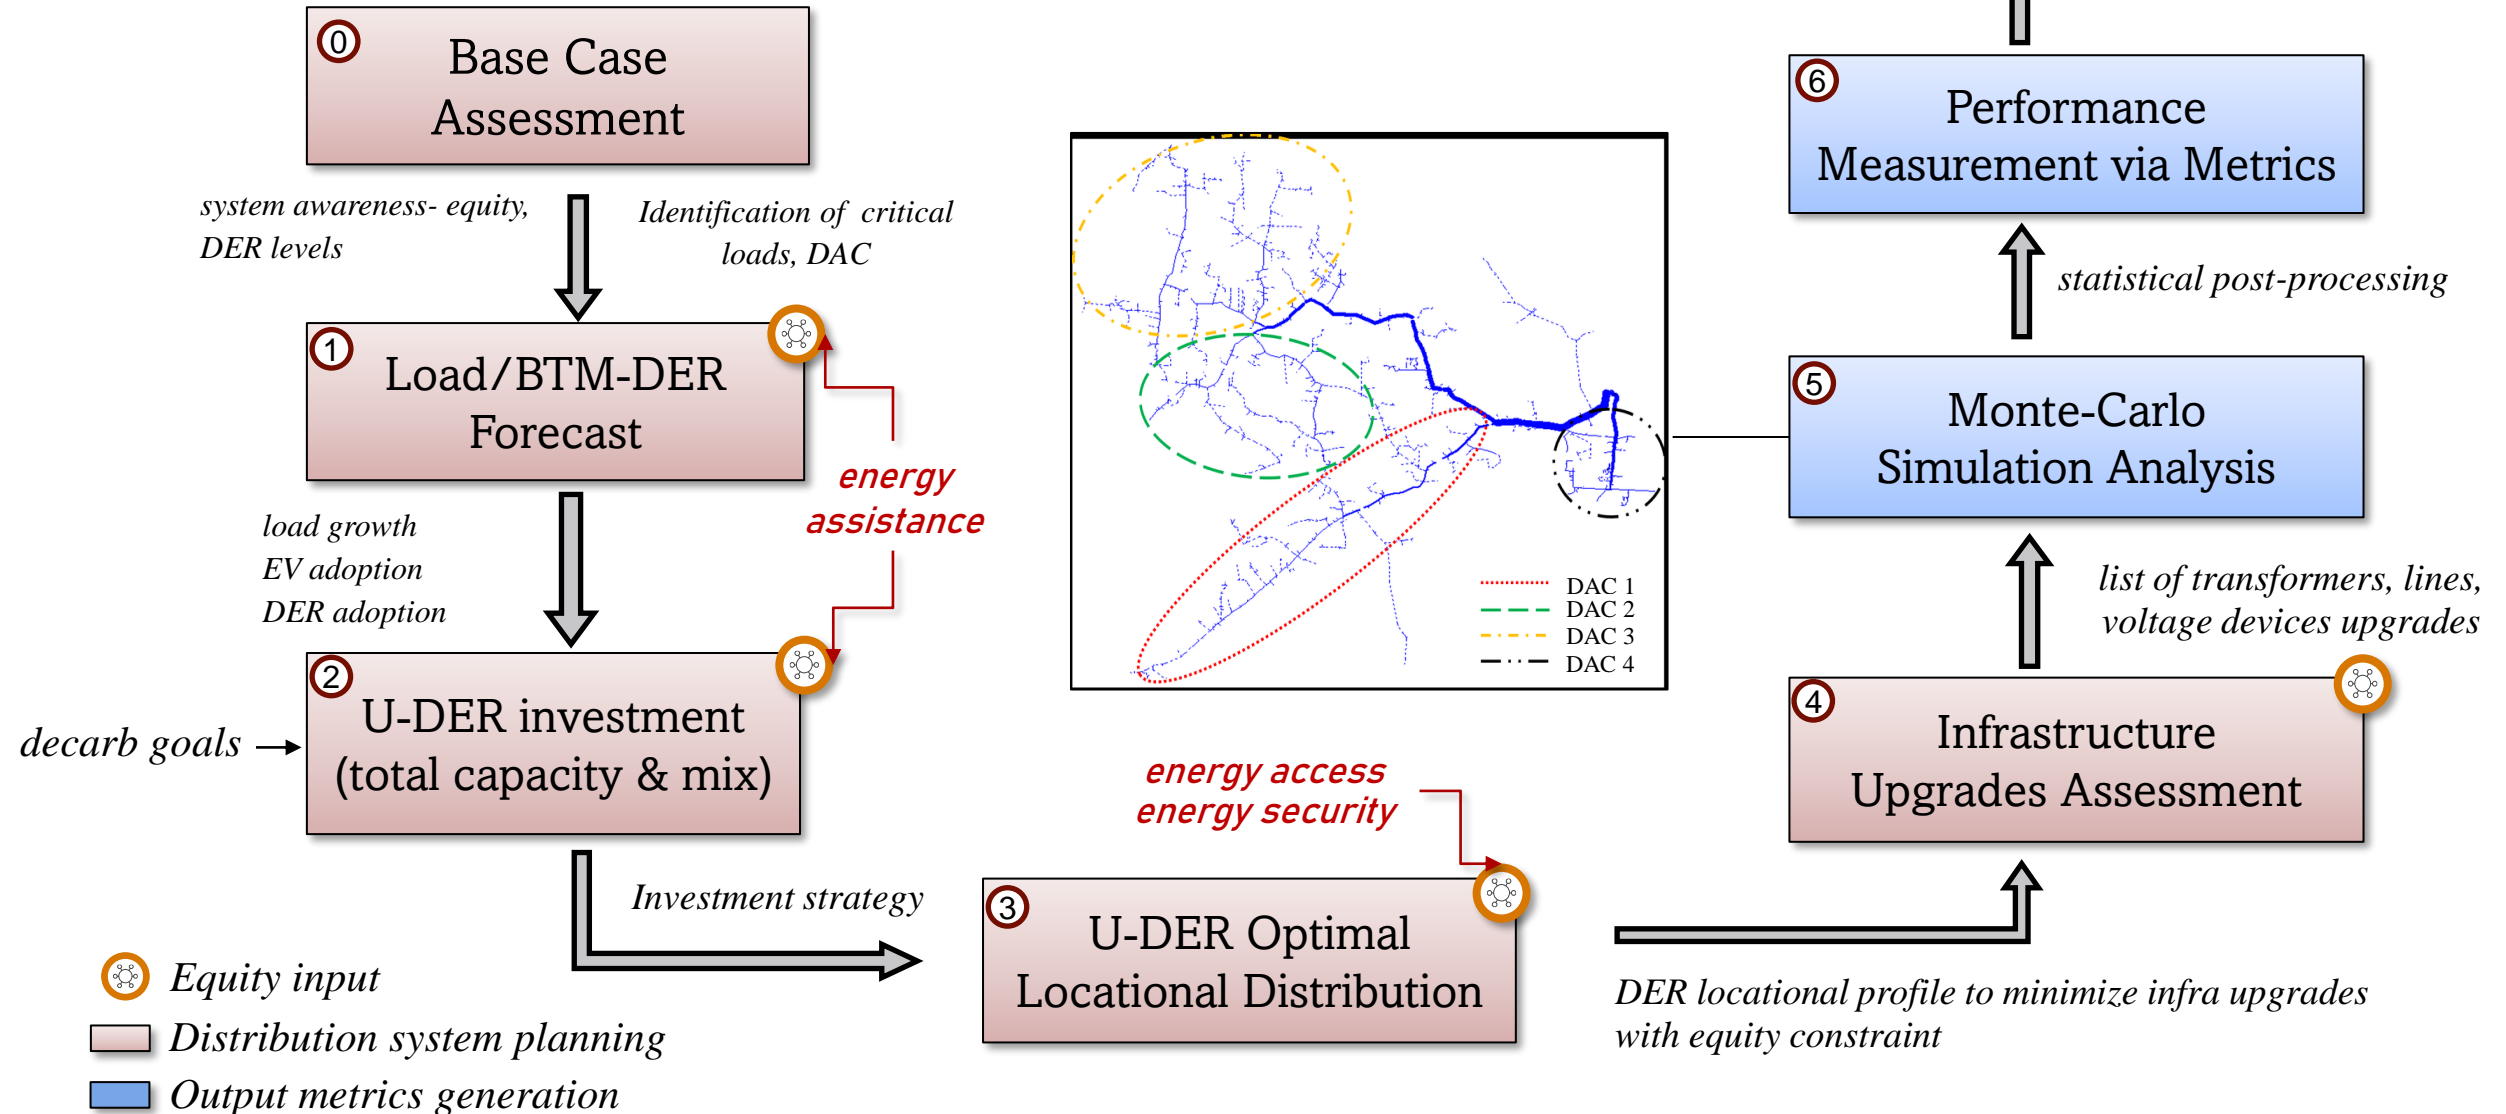 0
Base Case
Assessment
system awareness- equity,
DER levels
Identification of critical
loads, DAC
1
Load/BTM-DER
Forecast
energy
assistance
load growth
EV adoption
DER adoption
2
U-DER investment
(total capacity & mix)
decarb goals
Investment strategy
3
U-DER Optimal
Locational Distribution
energy access
energy security
DER locational profile to minimize infra upgrades
with equity constraint
4
Infrastructure
Upgrades Assessment
list of transformers, lines,
voltage devices upgrades
5
Monte-Carlo
Simulation Analysis
statistical post-processing
6
Performance
Measurement via Metrics
DAC 1
DAC 2
DAC 3
DAC 4
Equity input
Distribution system planning
Output metrics generation